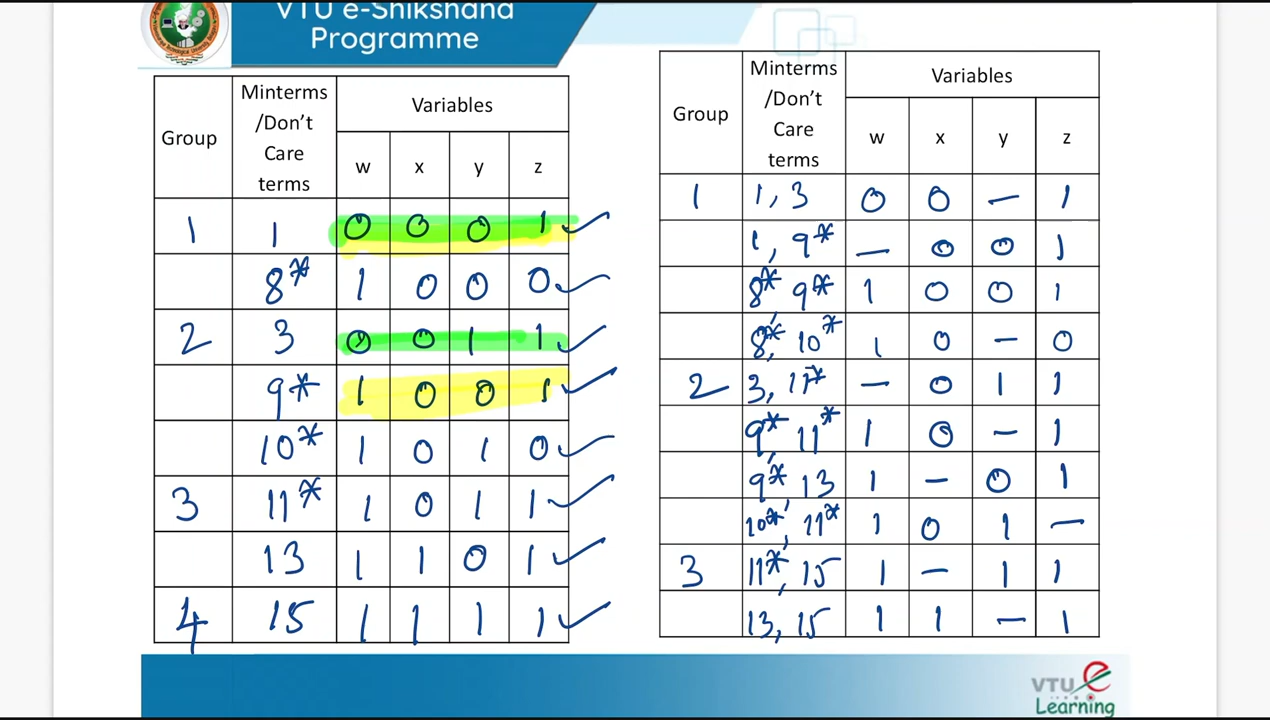 VTU e-Shikshana
Programme
Group Minterms /Don't Care terms Variables
w x y z
1 1 0 0 0 1 ✓
8* 1 0 0 0 ✓
2 3 0 0 1 1 ✓
9* 1 0 0 1 ✓
10* 1 0 1 0 ✓
3 11* 1 0 1 1 ✓
13 1 1 0 1 ✓
4 15 1 1 1 1 ✓
Group Minterms /Don't Care terms Variables
w x y z
1 1, 3 0 0 – 1
1, 9* – 0 0 1
8*, 9* 1 0 0 1
8*, 10* 1 0 – 0
2 3, 11* – 0 1 1
9*, 11* 1 0 – 1
9*, 13 1 – 0 1
10*, 11* 1 0 1 –
3 11*, 15 1 – 1 1
13, 15 1 1 – 1
VTU e
Learning